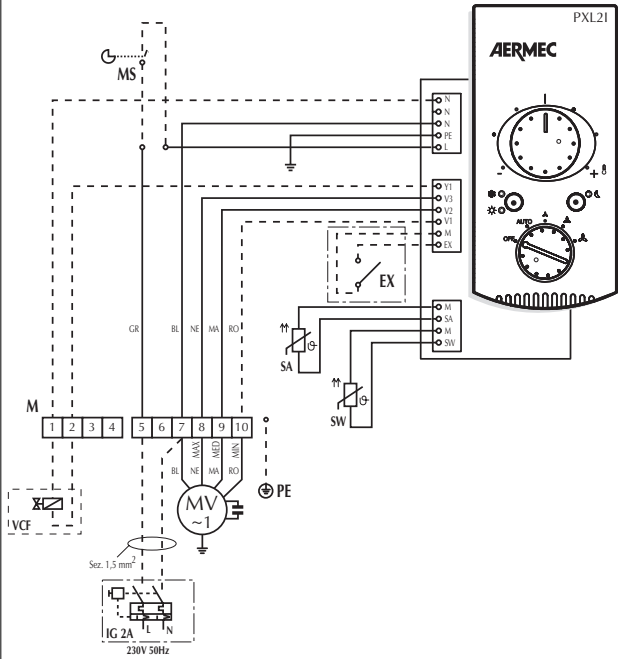 PXL2I
AERMEC
MS
N
N
N
PE
L
Y1
V3
V2
V1
M
EX
- +
AUTO
OFF
EX
M
SA
M
SW
GR BL NE MA RO
SA
SW
M
1 2 3 4 5 6 7 8 9 10
MAX MED MIN
BL NE MA RO
PE
MV
~1
VCF
Sez. 1,5 mm²
IG 2A L N
230V 50Hz